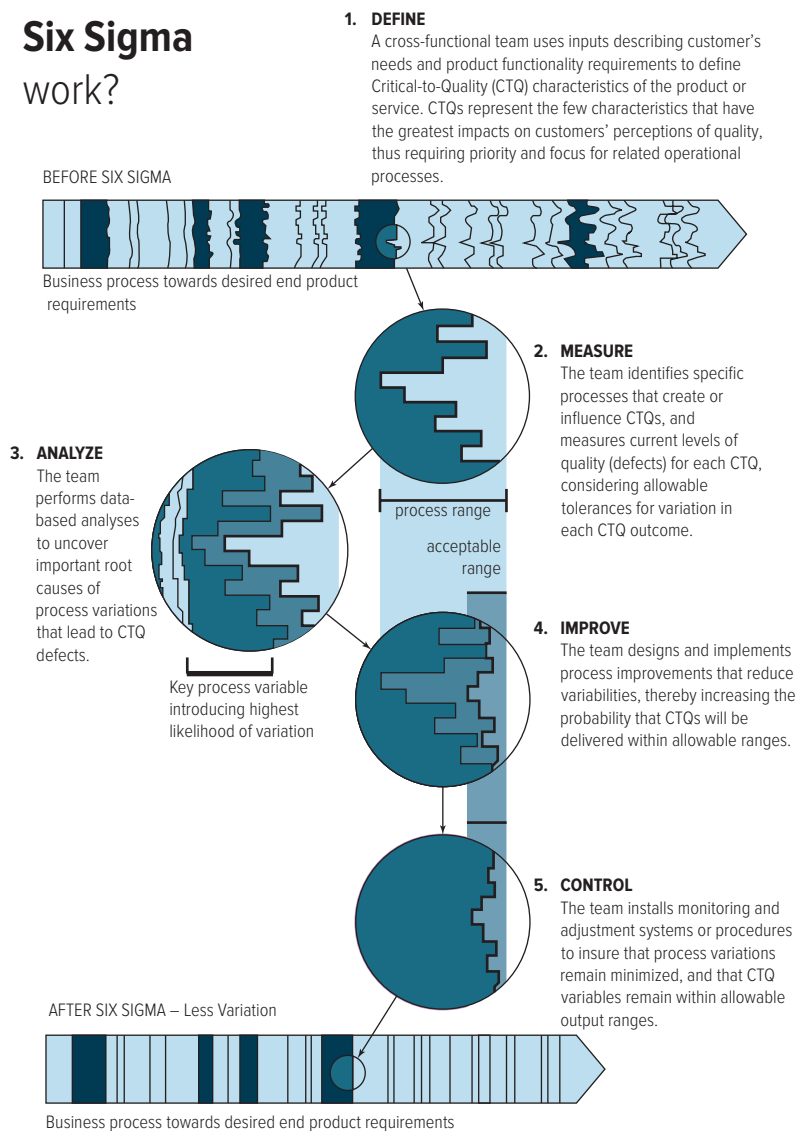 Six Sigma
work?
1. DEFINE
A cross-functional team uses inputs describing customer's
needs and product functionality requirements to define
Critical-to-Quality (CTQ) characteristics of the product or
service. CTQs represent the few characteristics that have
the greatest impacts on customers' perceptions of quality,
thus requiring priority and focus for related operational
processes.
BEFORE SIX SIGMA
Business process towards desired end product
requirements
2. MEASURE
The team identifies specific
processes that create or
influence CTQs, and
measures current levels of
quality (defects) for each CTQ,
considering allowable
tolerances for variation in
each CTQ outcome.
3. ANALYZE
The team
performs data-
based analyses
to uncover
important root
causes of
process variations
that lead to CTQ
defects.
process range
acceptable
range
Key process variable
introducing highest
likelihood of variation
4. IMPROVE
The team designs and implements
process improvements that reduce
variabilities, thereby increasing the
probability that CTQs will be
delivered within allowable ranges.
5. CONTROL
The team installs monitoring and
adjustment systems or procedures
to insure that process variations
remain minimized, and that CTQ
variables remain within allowable
output ranges.
AFTER SIX SIGMA – Less Variation
Business process towards desired end product requirements